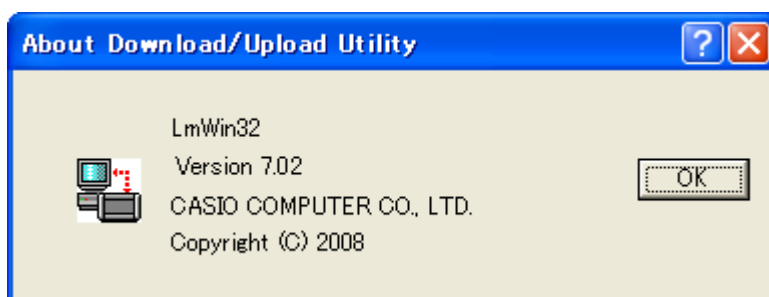 About Download/Upload Utility
LmWin32
Version 7.02
OK
CASIO COMPUTER CO., LTD.
Copyright (C) 2008